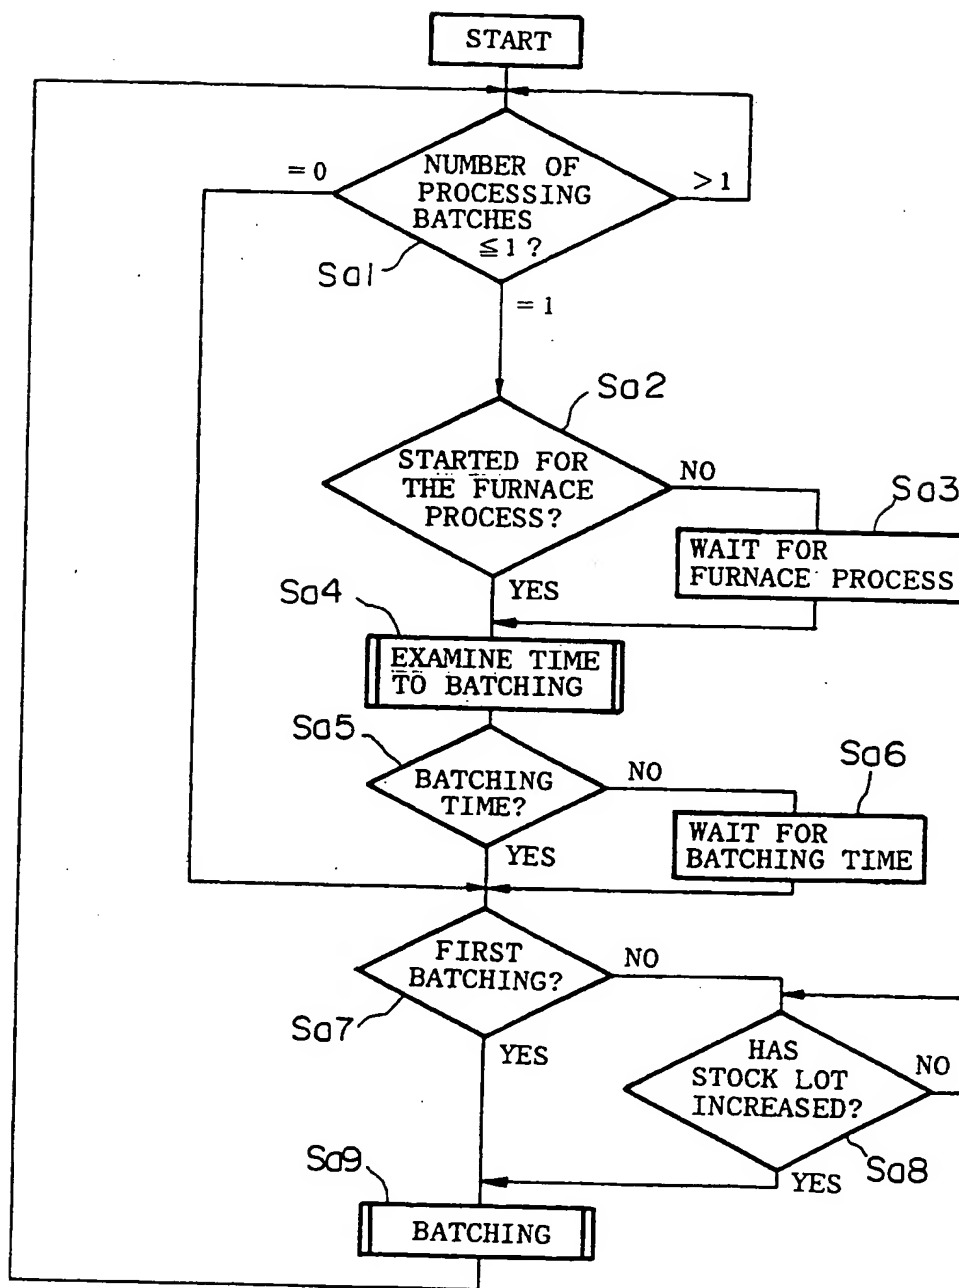 START
= 0
NUMBER OF
PROCESSING
BATCHES
≦ 1 ?
> 1
Sa1
= 1
Sa2
STARTED FOR
THE FURNACE
PROCESS?
NO
Sa3
WAIT FOR
FURNACE PROCESS
YES
Sa4
EXAMINE TIME
TO BATCHING
Sa5
BATCHING
TIME?
NO
Sa6
WAIT FOR
BATCHING TIME
YES
FIRST
BATCHING?
NO
Sa7
YES
HAS
STOCK LOT
INCREASED?
NO
Sa8
YES
Sa9
BATCHING